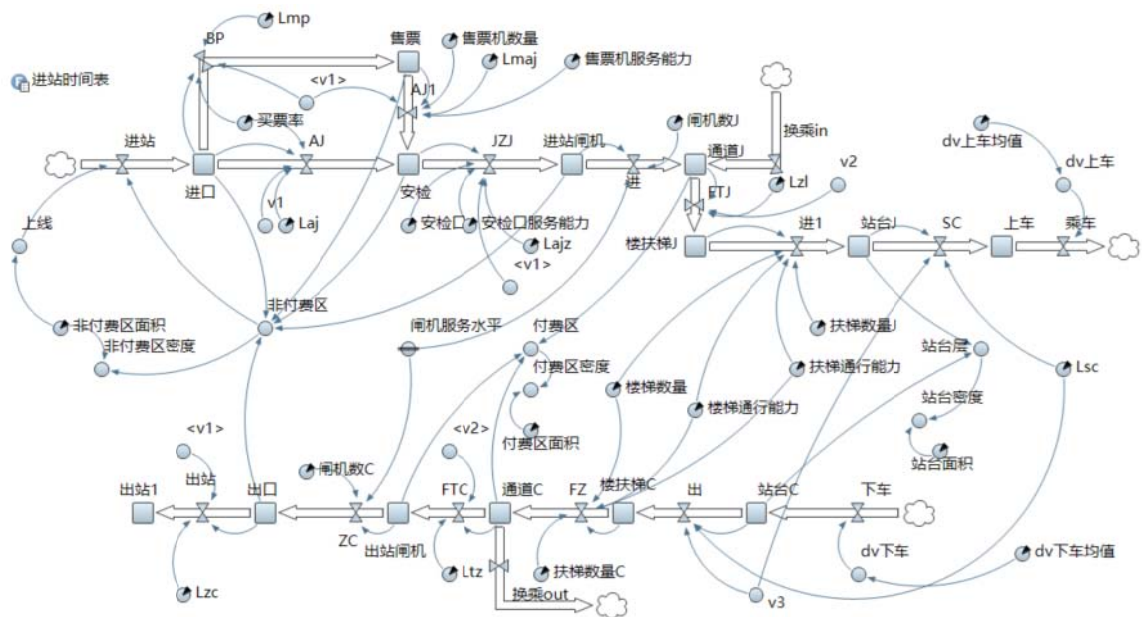 Lmp
BP
售票
售票机数量
Lmaj
售票机服务能力
进站时间表
<v1>
AJ1
买票率
进站
AJ
JZJ
进站闸机
闸机数J
换乘in
通道J
进
dv上车均值
dv上车
v2
进口
安检
FTJ
Lzl
上线
v1
Laj
安检口
安检口服务能力
Lajz
楼扶梯J
进1
站台J
SC
上车
乘车
<v1>
非付费区
闸机服务水平
付费区
扶梯数量J
非付费区面积
非付费区密度
付费区密度
楼梯数量
扶梯通行能力
站台层
Lsc
楼梯通行能力
站台密度
付费区面积
站台面积
<v1>
<v2>
出站1
出站
出口
闸机数C
FTC
通道C
FZ
楼扶梯C
出
站台C
下车
ZC
出站闸机
Lzc
Ltz
扶梯数量C
换乘out
v3
dv下车
dv下车均值